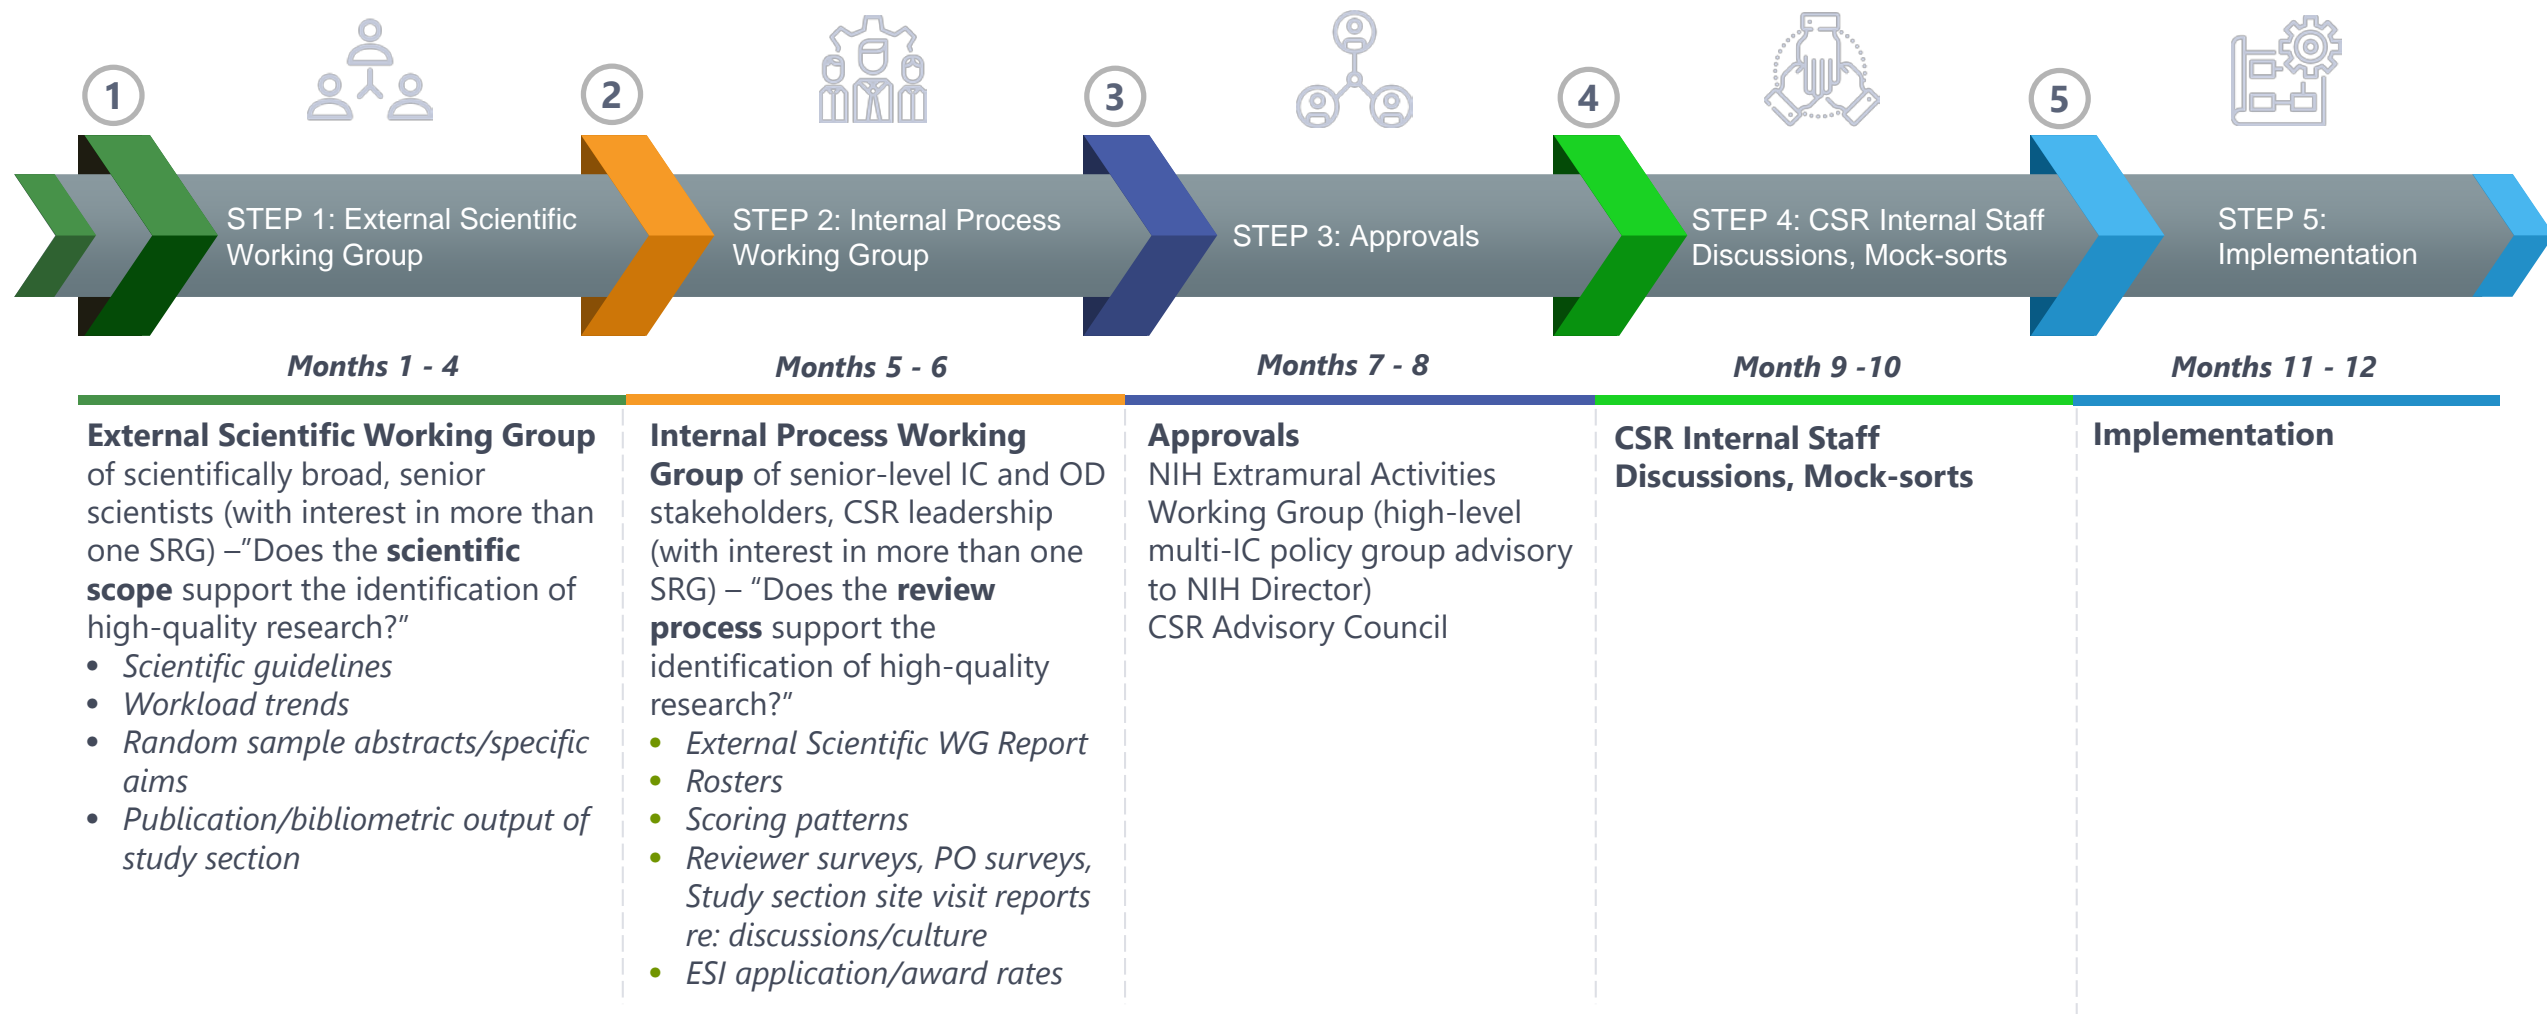 1
2
3
4
5
STEP 1: External Scientific
Working Group
STEP 2: Internal Process
Working Group
STEP 3: Approvals
STEP 4: CSR Internal Staff
Discussions, Mock-sorts
STEP 5:
Implementation
Months 1 - 4
Months 5 - 6
Months 7 - 8
Month 9 -10
Months 11 - 12
External Scientific Working Group
of scientifically broad, senior
scientists (with interest in more than
one SRG) –"Does the scientific
scope support the identification of
high-quality research?"
• Scientific guidelines
• Workload trends
• Random sample abstracts/specific
aims
• Publication/bibliometric output of
study section
Internal Process Working
Group of senior-level IC and OD
stakeholders, CSR leadership
(with interest in more than one
SRG) – "Does the review
process support the
identification of high-quality
research?"
• External Scientific WG Report
• Rosters
• Scoring patterns
• Reviewer surveys, PO surveys,
Study section site visit reports
re: discussions/culture
• ESI application/award rates
Approvals
NIH Extramural Activities
Working Group (high-level
multi-IC policy group advisory
to NIH Director)
CSR Advisory Council
CSR Internal Staff
Discussions, Mock-sorts
Implementation